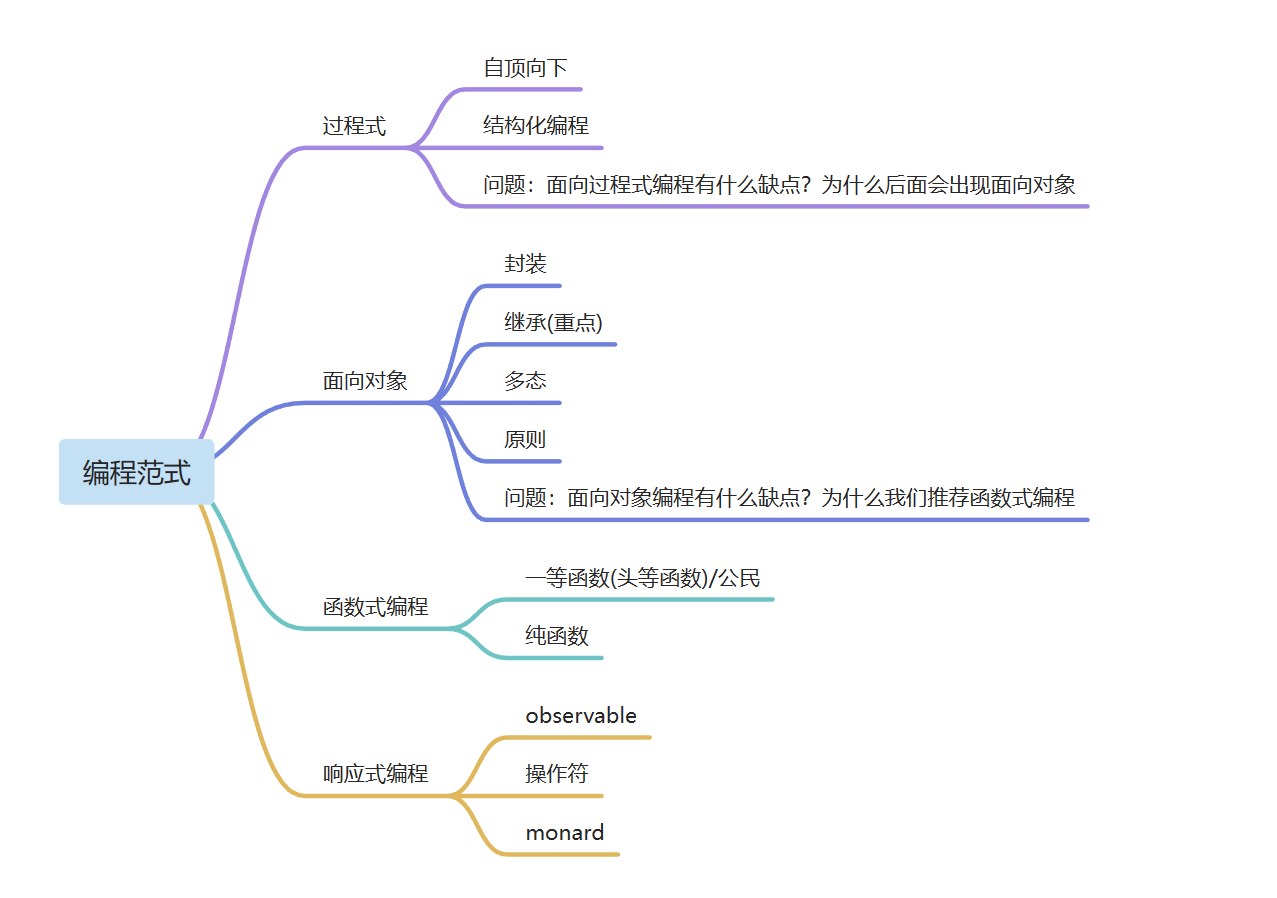 自顶向下
过程式
结构化编程
问题：面向过程式编程有什么缺点？为什么后面会出现面向对象
封装
继承(重点)
面向对象
多态
原则
编程范式
问题：面向对象编程有什么缺点？为什么我们推荐函数式编程
一等函数(头等函数)/公民
函数式编程
纯函数
observable
响应式编程
操作符
monard